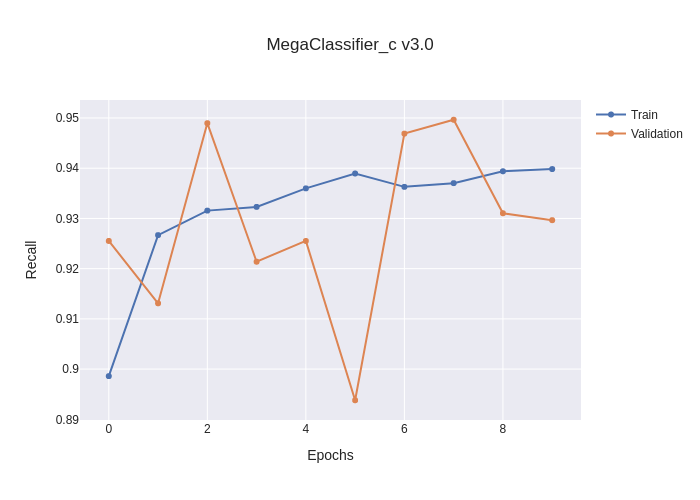 MegaClassifier_c v3.0
Train
Validation
0.95
0.94
0.93
0.92
0.91
0.9
0.89
Recall
0 2 4 6 8
Epochs